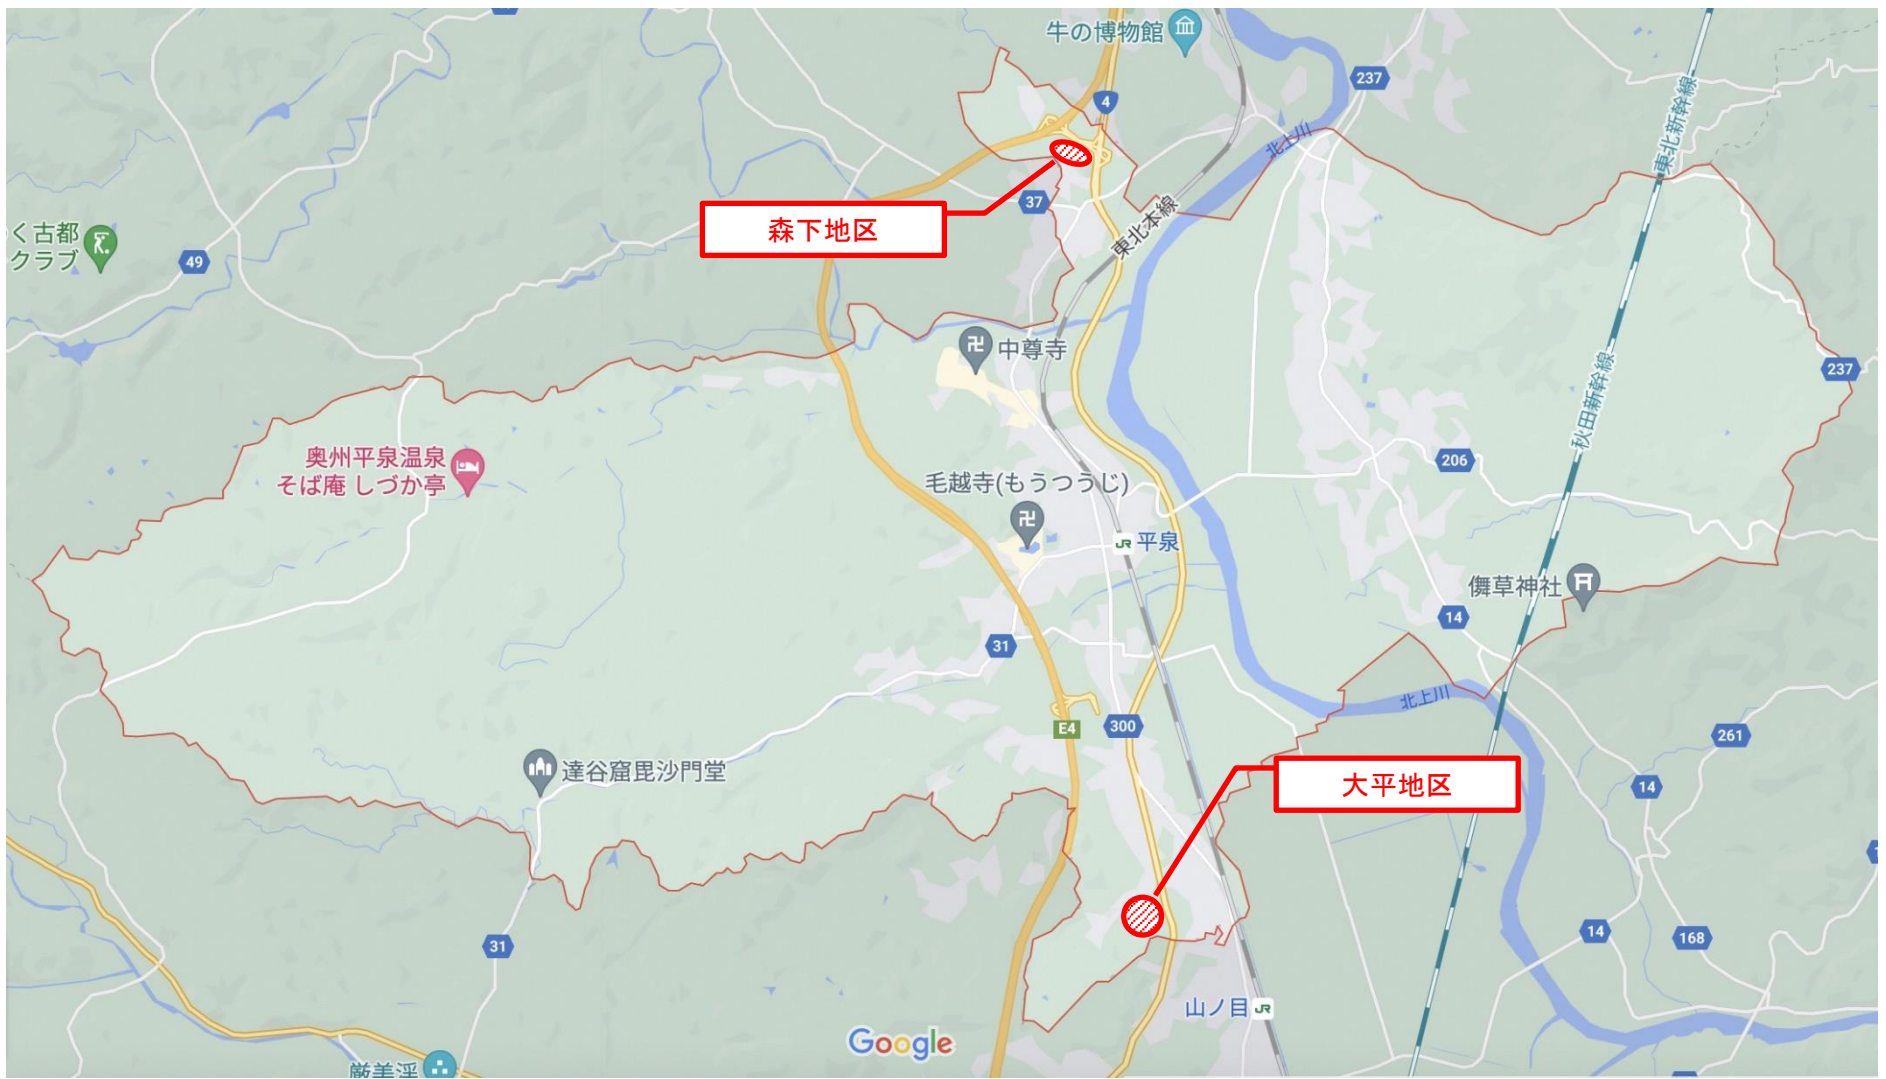 牛の博物館
237
4
北上川
東北新幹線
37
東北本線
森下地区
く古都
クラブ
49
中尊寺
237
秋田新幹線
奥州平泉温泉
そば庵 しづか亭
206
毛越寺(もうつうじ)
JR 平泉
儛草神社
14
31
北上川
E4
300
261
達谷窟毘沙門堂
大平地区
14
31
14
168
山ノ目 JR
Google
厳美渓